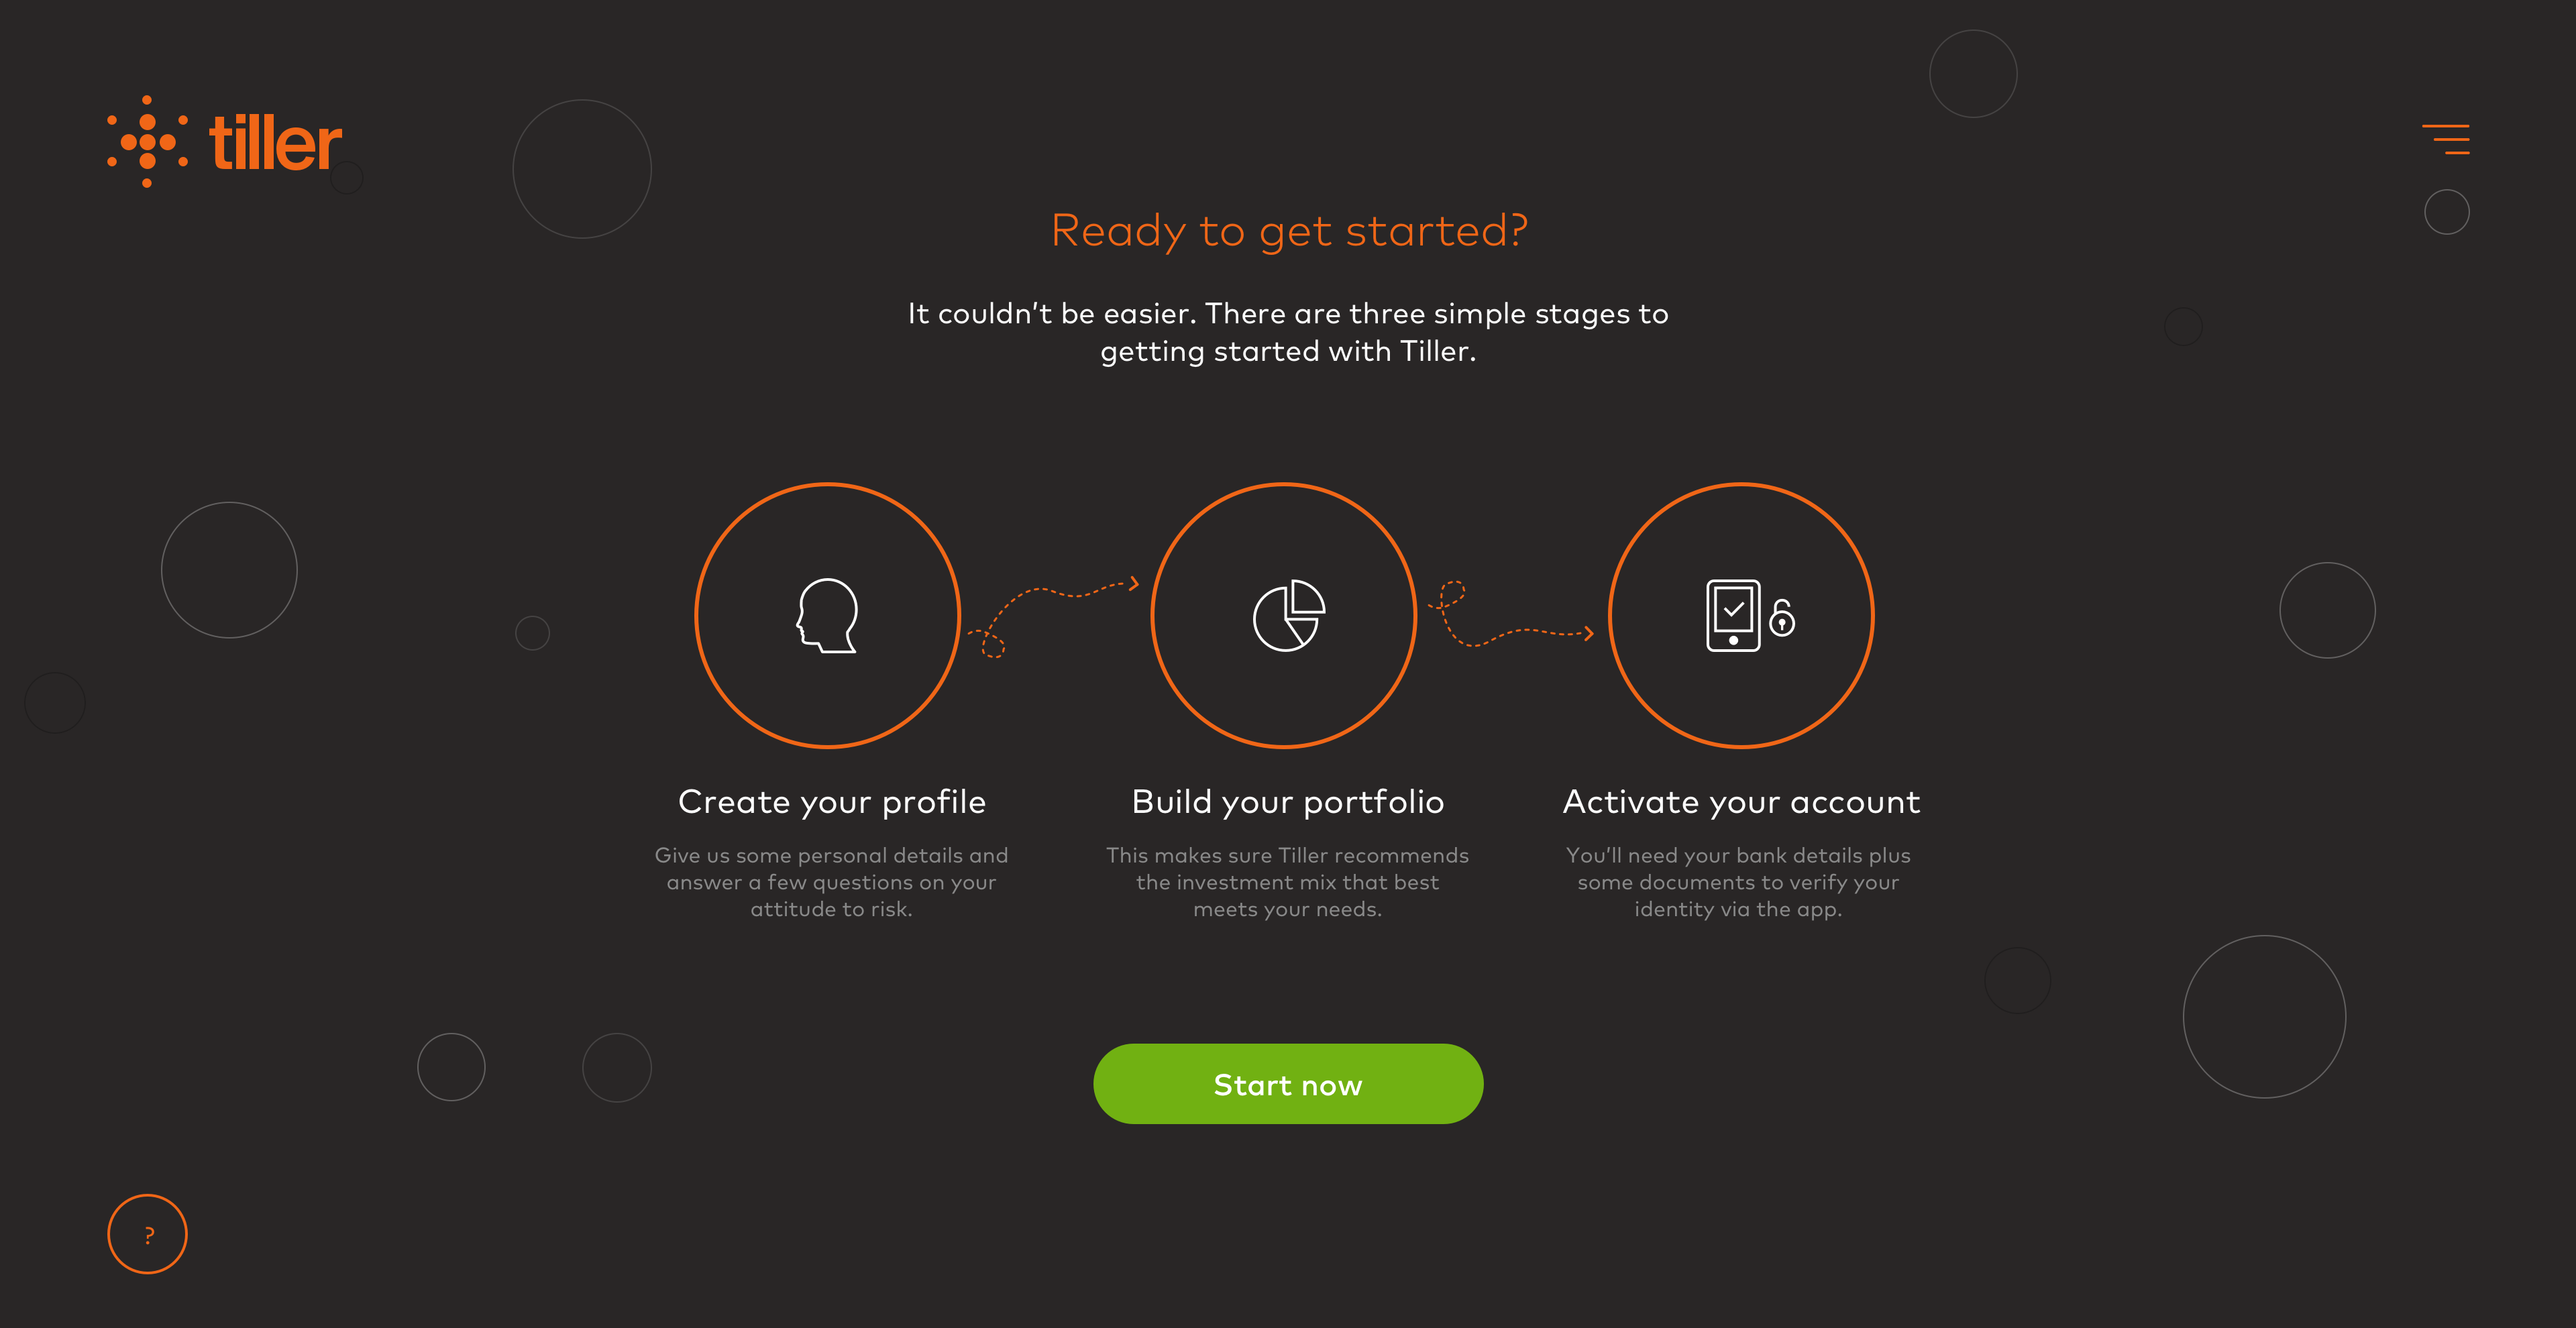 tiller
Ready to get started?
It couldn’t be easier. There are three simple stages to
getting started with Tiller.
Create your profile
Give us some personal details and
answer a few questions on your
attitude to risk.
Build your portfolio
This makes sure Tiller recommends
the investment mix that best
meets your needs.
Activate your account
You’ll need your bank details plus
some documents to verify your
identity via the app.
Start now
?